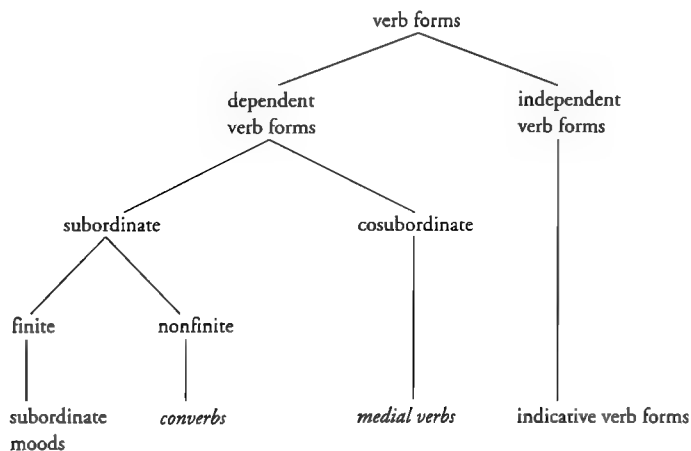 verb forms
dependent
verb forms
independent
verb forms
subordinate
cosubordinate
finite
nonfinite
subordinate
moods
converbs
medial verbs
indicative verb forms